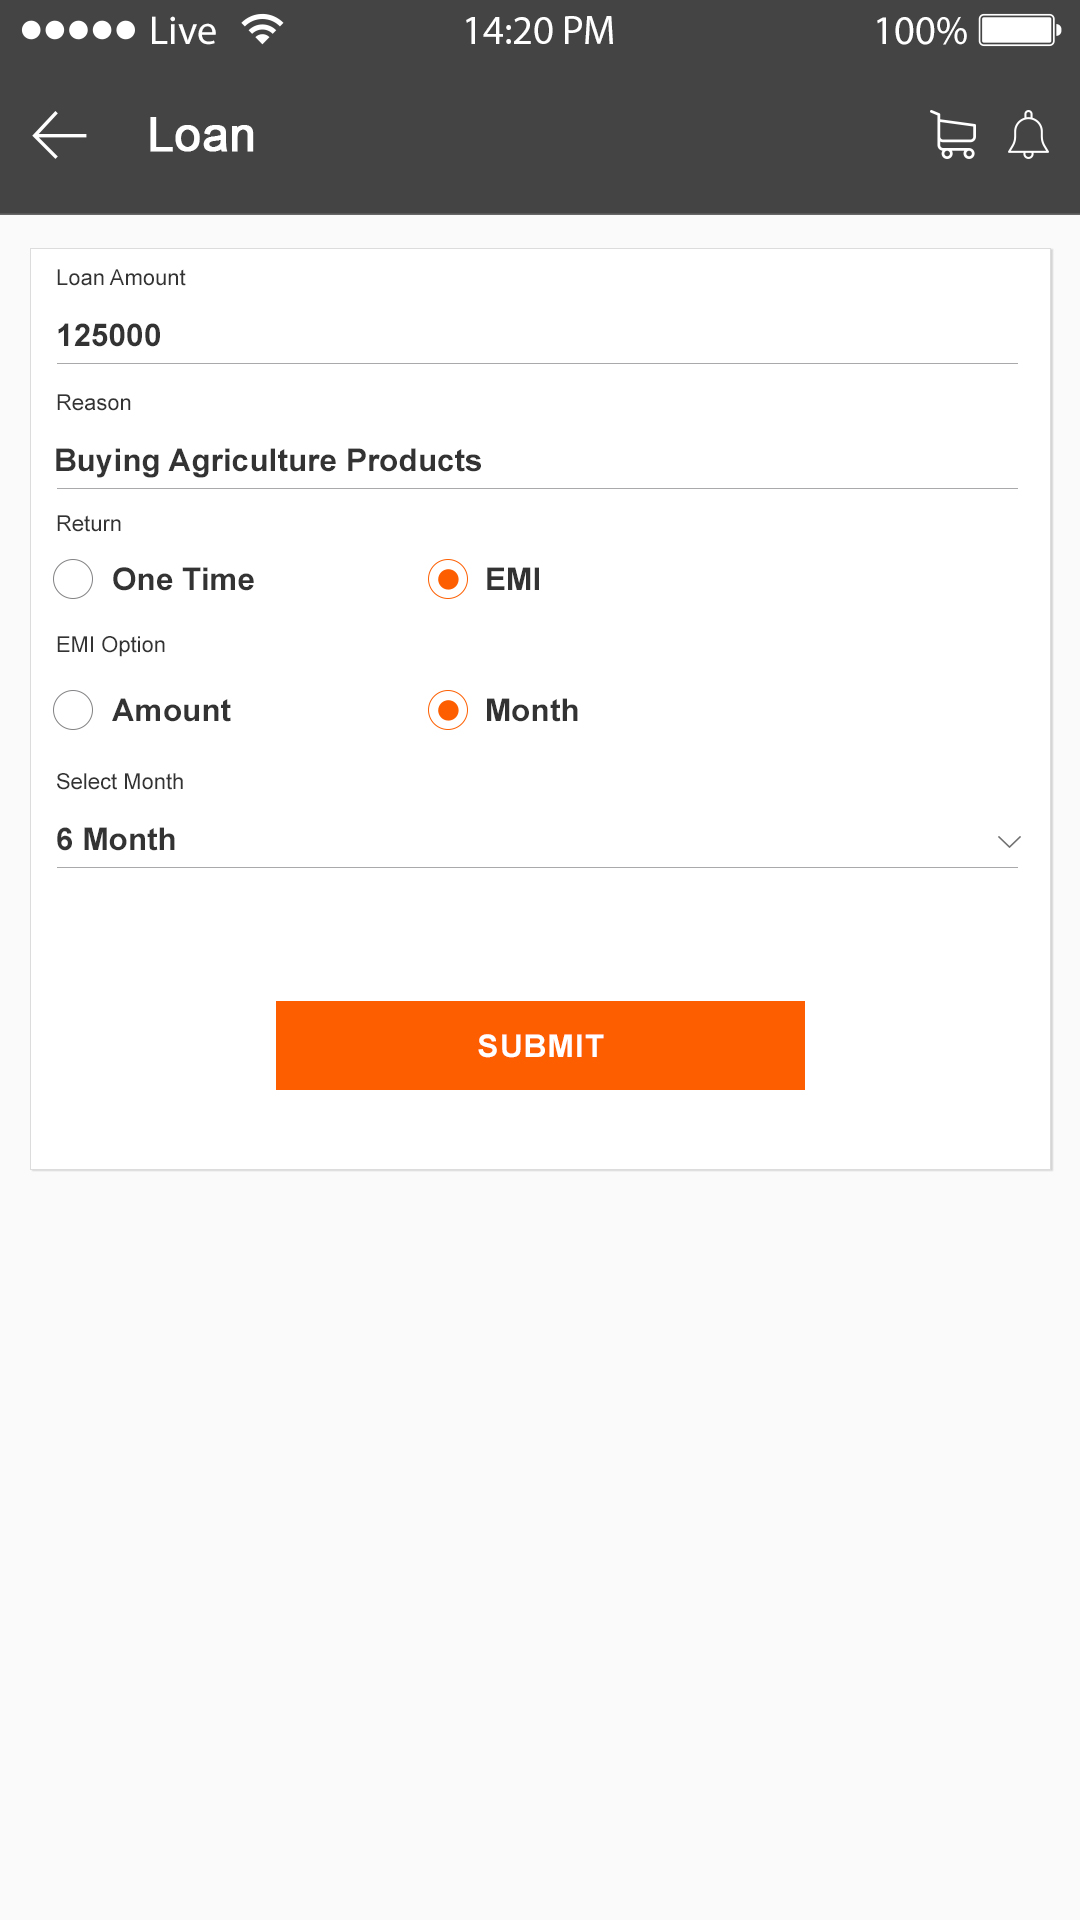 Live 14:20 PM 100%
Loan
Loan Amount
125000
Reason
Buying Agriculture Products
Return
One Time EMI
EMI Option
Amount Month
Select Month
6 Month
SUBMIT